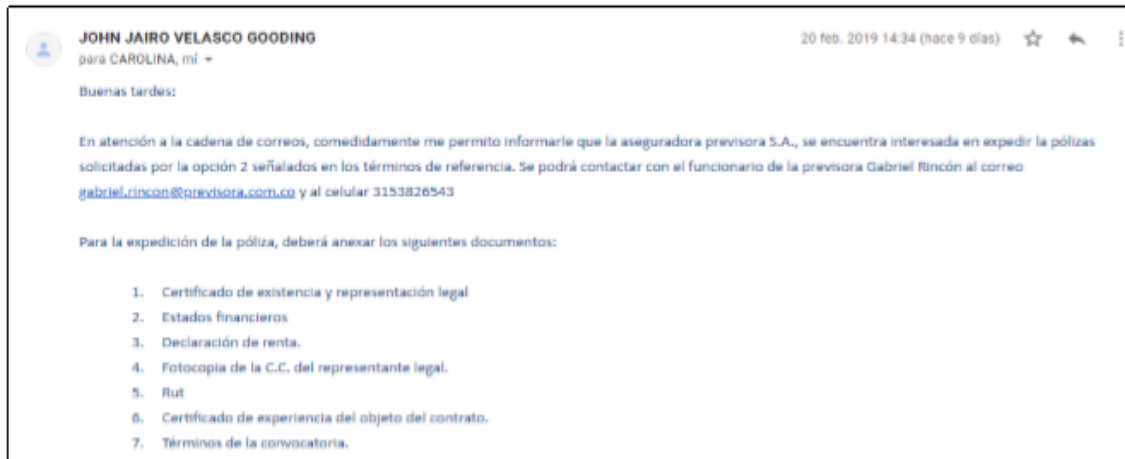 JOHN JAIRO VELASCO GOODING
20 feb. 2019 14:34 (hace 9 días)
para CAROLINA, mí
Buenas tardes:
En atención a la cadena de correos, comedidamente me permito informarle que la aseguradora previsora S.A., se encuentra interesada en expedir la pólizas
solicitadas por la opción 2 señalados en los términos de referencia. Se podrá contactar con el funcionario de la previsora Gabriel Rincón al correo
gabriel.rincon@previsora.com.co y al celular 3153826543
Para la expedición de la póliza, deberá anexar los siguientes documentos:
1. Certificado de existencia y representación legal
2. Estados financieros
3. Declaración de renta.
4. Fotocopia de la C.C. del representante legal.
5. Rut
6. Certificado de experiencia del objeto del contrato.
7. Términos de la convocatoria.